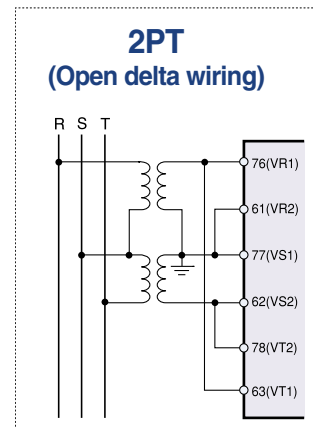 2PT
(Open delta wiring)
R S T
76(VR1)
61(VR2)
77(VS1)
62(VS2)
78(VT2)
63(VT1)